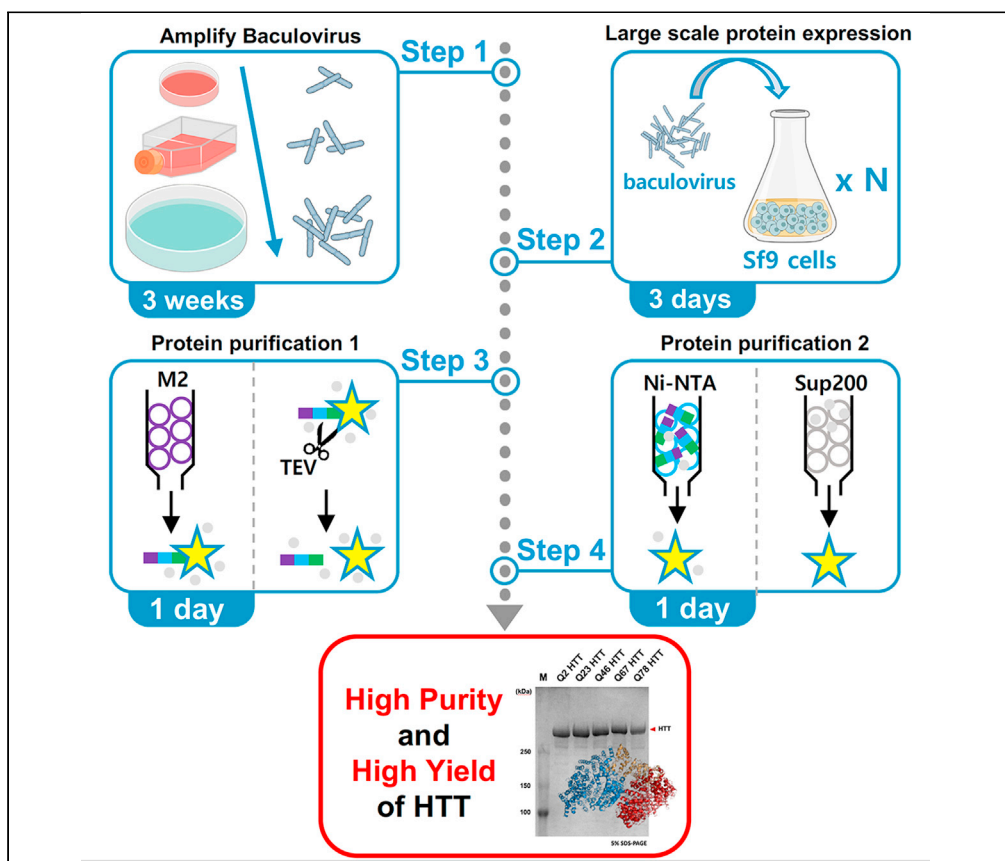 Amplify Baculovirus
Step 1
3 weeks
Large scale protein expression
baculovirus
x N
Sf9 cells
Step 2
3 days
Protein purification 1
Step 3
M2
TEV
1 day
Protein purification 2
Ni-NTA
Sup200
Step 4
1 day
High Purity
and
High Yield
of HTT
M
Q2 HTT
Q23 HTT
Q46 HTT
Q67 HTT
Q78 HTT
(kDa)
HTT
250
150
100
5% SDS-PAGE